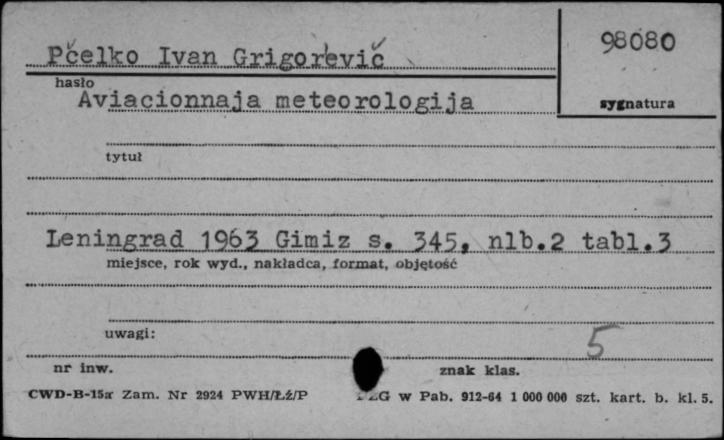 98080
Pčelko Ivan Grigor'evič
hasło
sygnatura
Aviacionnaja meteorologija
tytuł
Leningrad 1963 Gimiz s. 345, nlb.2 tabl.3
miejsce, rok wyd., nakładca, format, objętość
uwagi:
5
nr inw.
znak klas.
CWD-B-15a Zam. Nr 2924 PWH/Łź/P
w Pab. 912-64 1 000 000 szt. kart. b. kl. 5.